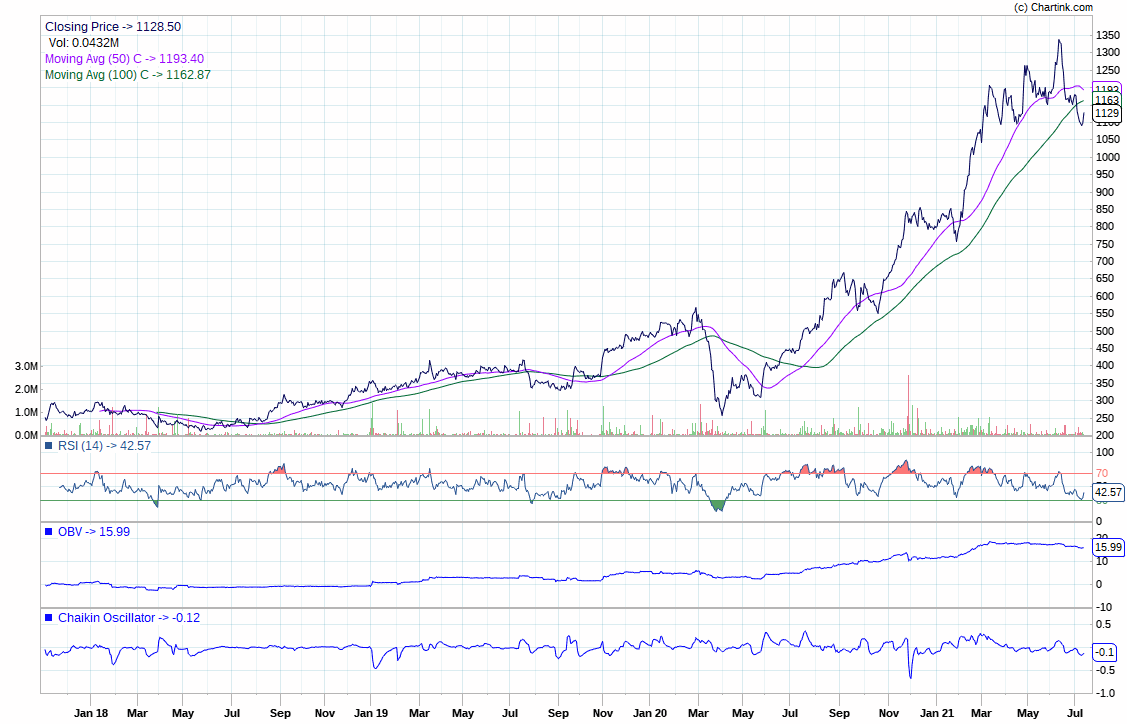 (c) Chartink.com
Closing Price -> 1128.50
Vol: 0.0432M
Moving Avg (50) C -> 1193.40
Moving Avg (100) C -> 1162.87
1350
1300
1250
1193
1163
1129
1100
1050
1000
950
900
850
800
750
700
650
600
550
500
450
400
350
300
250
200
3.0M
2.0M
1.0M
0.0M
RSI (14) -> 42.57
100
70
42.57
0
OBV -> 15.99
20
15.99
10
0
-10
Chaikin Oscillator -> -0.12
0.5
-0.1
-0.5
-1.0
Jan 18 Mar May Jul Sep Nov Jan 19 Mar May Jul Sep Nov Jan 20 Mar May Jul Sep Nov Jan 21 Mar May Jul